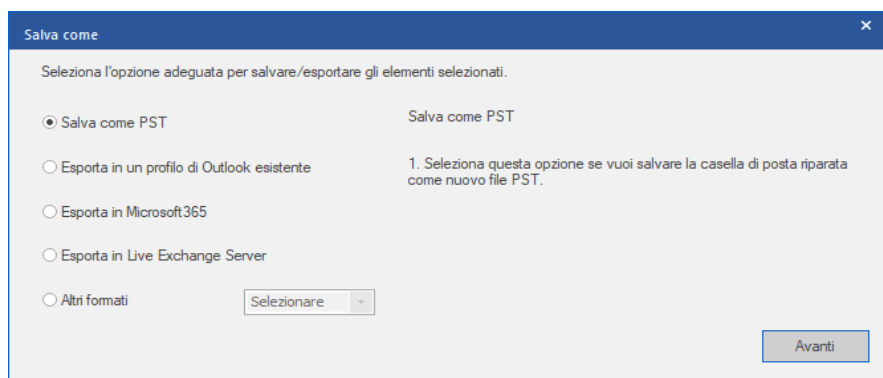 Salva come
Seleziona l'opzione adeguata per salvare/esportare gli elementi selezionati.
Salva come PST
Salva come PST
Esporta in un profilo di Outlook esistente
1. Seleziona questa opzione se vuoi salvare la casella di posta riparata
come nuovo file PST.
Esporta in Microsoft365
Esporta in Live Exchange Server
Altri formati
Selezionare
Avanti